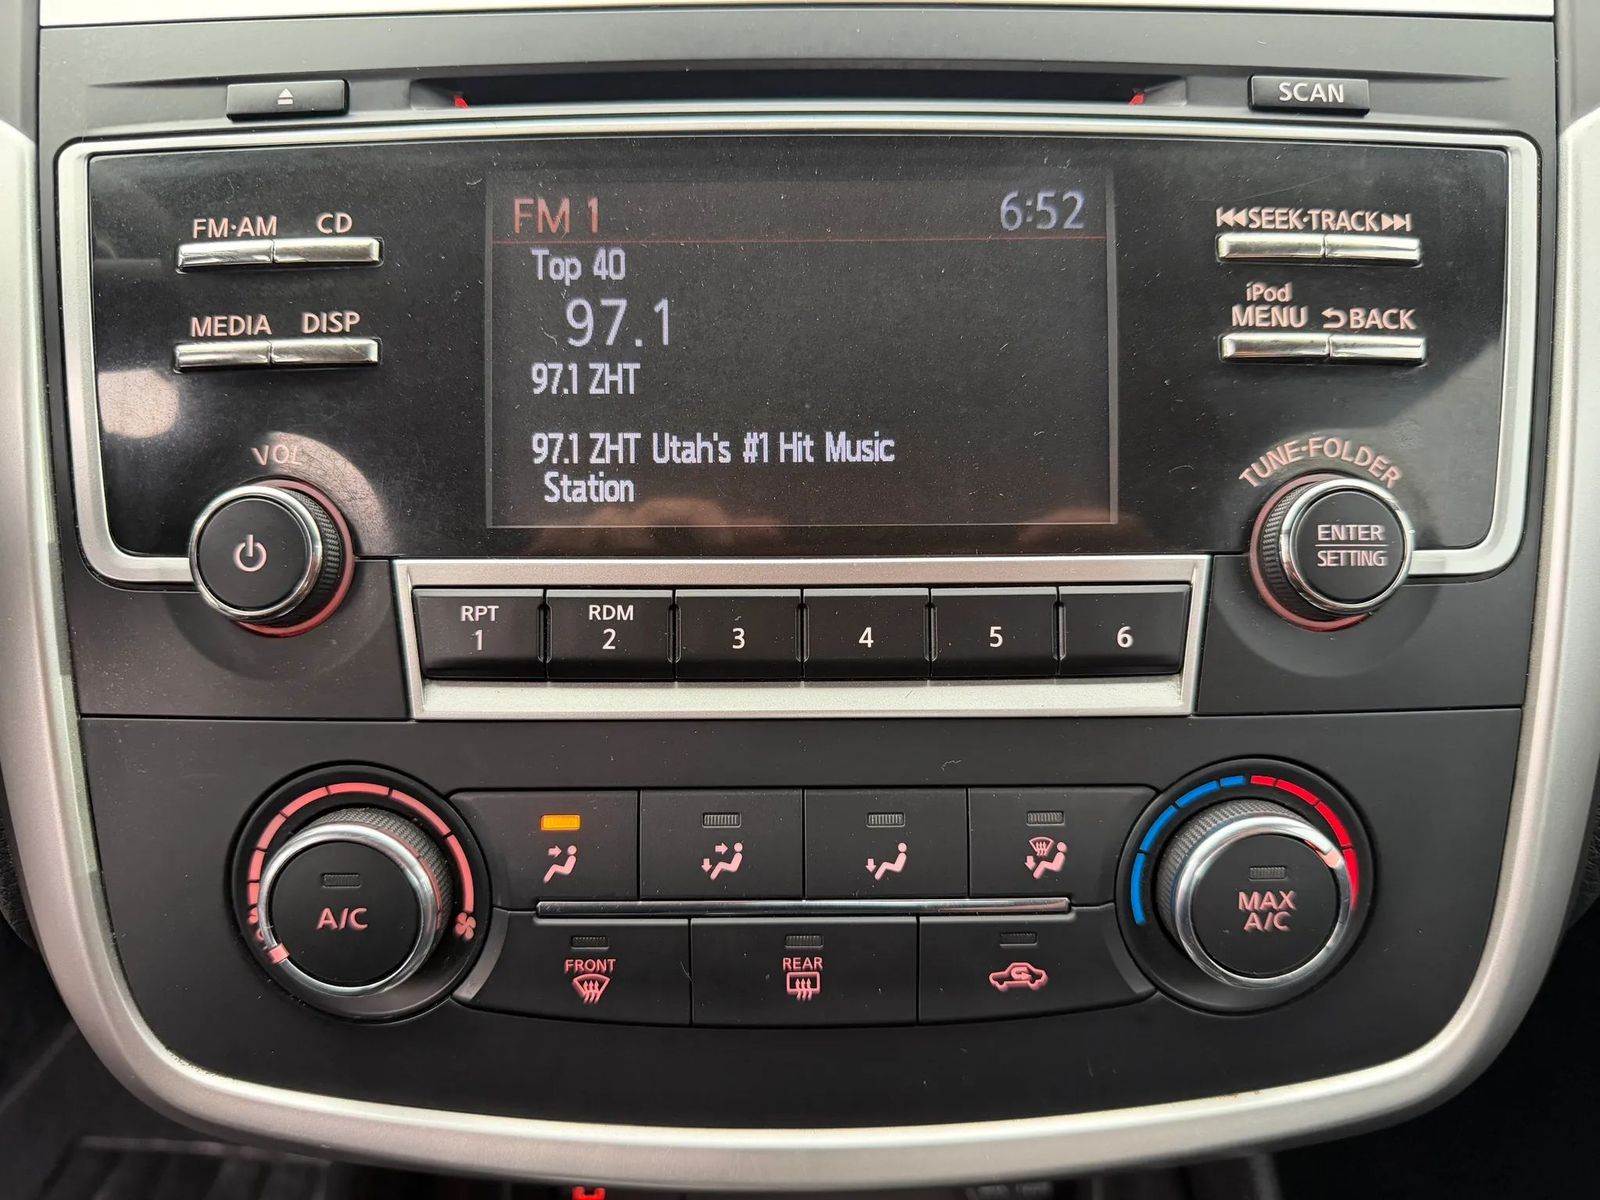 SCAN
FM·AM CD
FM 1 6:52
SEEK·TRACK
Top 40
iPod
MEDIA DISP
97.1
MENU BACK
97.1 ZHT
VOL
97.1 ZHT Utah's #1 Hit Music
Station
TUNE·FOLDER
ENTER
SETTING
RPT RDM
1 2 3 4 5 6
A/C
MAX
A/C
FRONT REAR